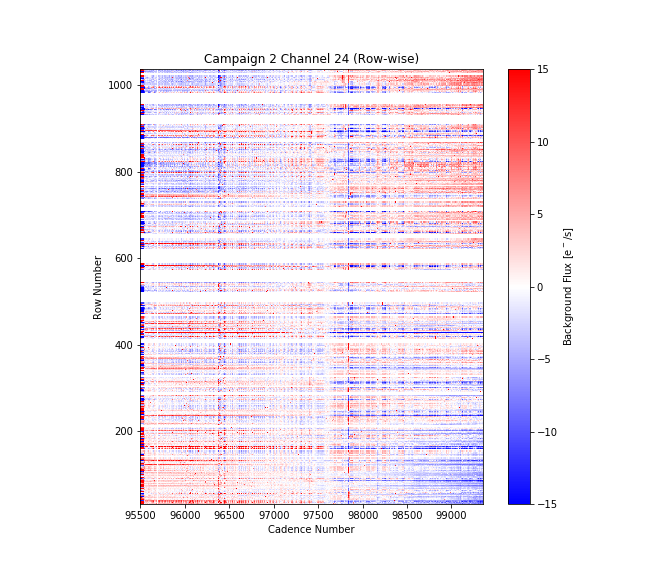 Campaign 2 Channel 24 (Row-wise)
1000
800
600
400
200
Row Number
95500 96000 96500 97000 97500 98000 98500 99000
Cadence Number
15
10
5
0
−5
−10
−15
Background Flux [e⁻/s]